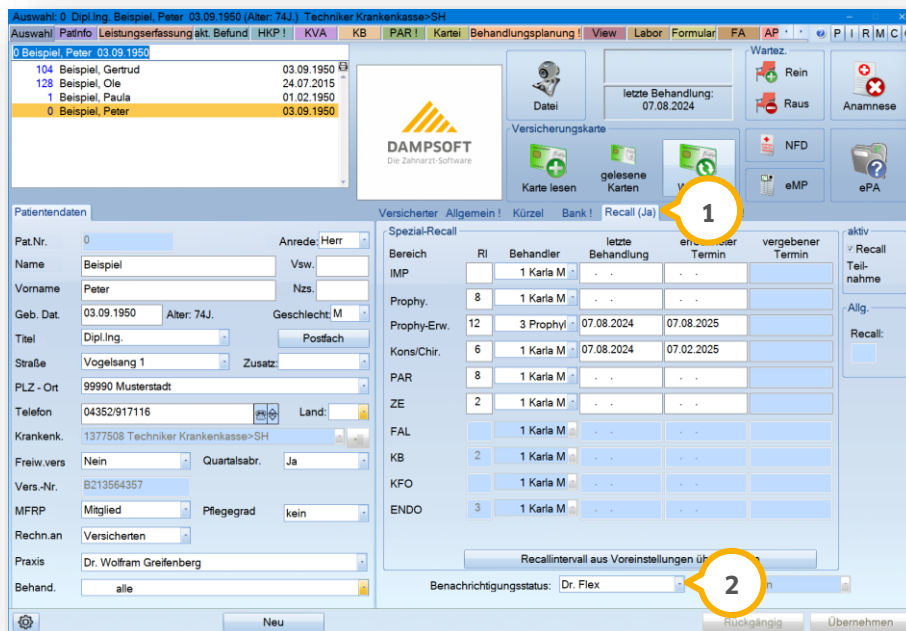 Auswahl: 0 Dipl.Ing. Beispiel, Peter 03.09.1950 (Alter: 74J.) Techniker Krankenkasse>SH
Auswahl PatInfo Leistungserfassung akt. Befund HKP ! KVA KB PAR ! Kartei Behandlungsplanung ! View Labor Formular FA AP P I R M C
0 Beispiel, Peter 03.09.1950
104 Beispiel, Gertrud 03.09.1950
128 Beispiel, Ole 24.07.2015
1 Beispiel, Paula 01.02.1950
0 Beispiel, Peter 03.09.1950
DAMPSOFT
Die Zahnarzt-Software
Datei
letzte Behandlung:
07.08.2024
Versicherungskarte
Karte lesen
gelesene
Karten
Wartez.
Rein
Raus
NFD
eMP
Anamnese
ePA
1
Patientendaten
Versicherter Allgemein ! Kürzel Bank ! Recall (Ja)
Pat.Nr. 0 Anrede: Herr
Name Beispiel Vsw.
Vorname Peter Nzs.
Geb. Dat. 03.09.1950 Alter: 74J. Geschlecht: M
Titel Dipl.Ing. Postfach
Straße Vogelsang 1 Zusatz:
PLZ - Ort 99990 Musterstadt
Telefon 04352/917116 Land:
Krankenk. 1377508 Techniker Krankenkasse>SH
Freiw.vers Nein Quartalsabr. Ja
Vers.-Nr. B213564357
MFRP Mitglied Pflegegrad kein
Rechn.an Versicherten
Praxis Dr. Wolfram Greifenberg
Behand. alle
Spezial-Recall
Bereich RI Behandler letzte Behandlung Termin vergebener Termin
IMP 1 Karla M . . . .
Prophy. 8 1 Karla M . . . .
Prophy-Erw. 12 3 Prophyl 07.08.2024 07.08.2025
Kons/Chir. 6 1 Karla M 07.08.2024 07.02.2025
PAR 8 1 Karla M . . . .
ZE 2 1 Karla M . . . .
FAL 1 Karla M . . . .
KB 2 1 Karla M . . . .
KFO 1 Karla M . . . .
ENDO 3 1 Karla M . . . .
aktiv
Recall
Teil-
nahme
Allg.
Recall:
Recallintervall aus Voreinstellungen
Benachrichtigungsstatus: Dr. Flex
2
Neu
Rückgängig
Übernehmen